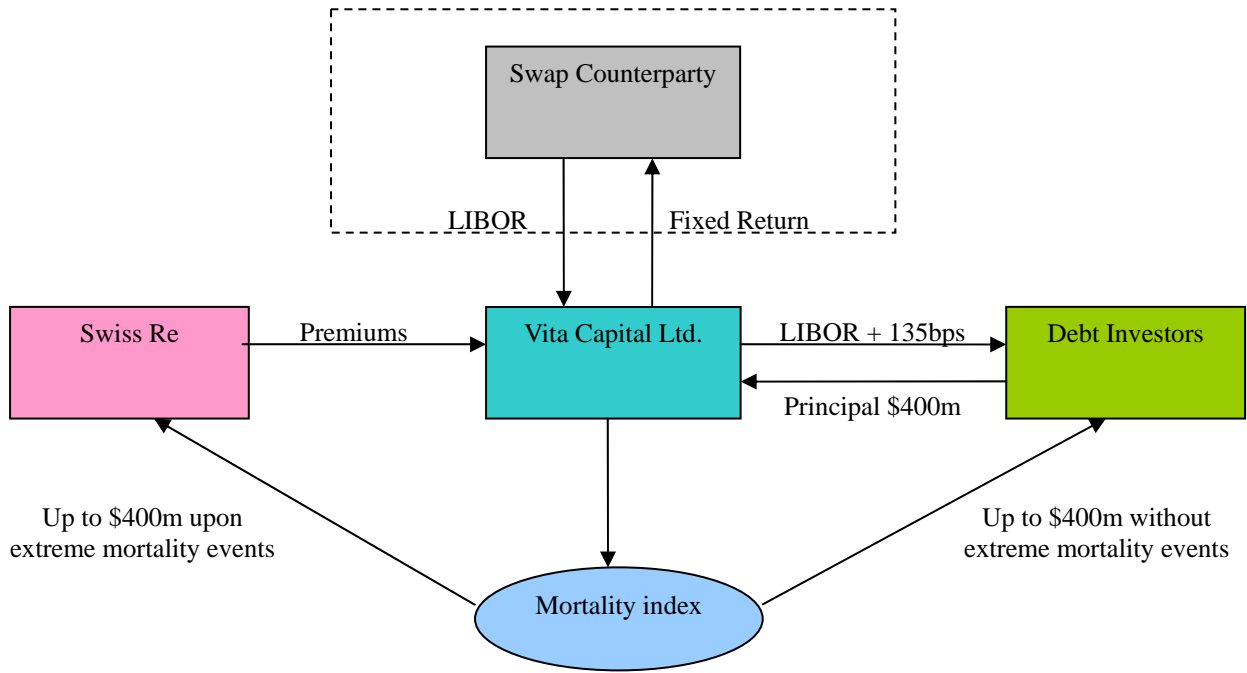 Swap Counterparty
LIBOR
Fixed Return
Swiss Re
Premiums
Vita Capital Ltd.
LIBOR + 135bps
Debt Investors
Principal $400m
Up to $400m upon
extreme mortality events
Up to $400m without
extreme mortality events
Mortality index